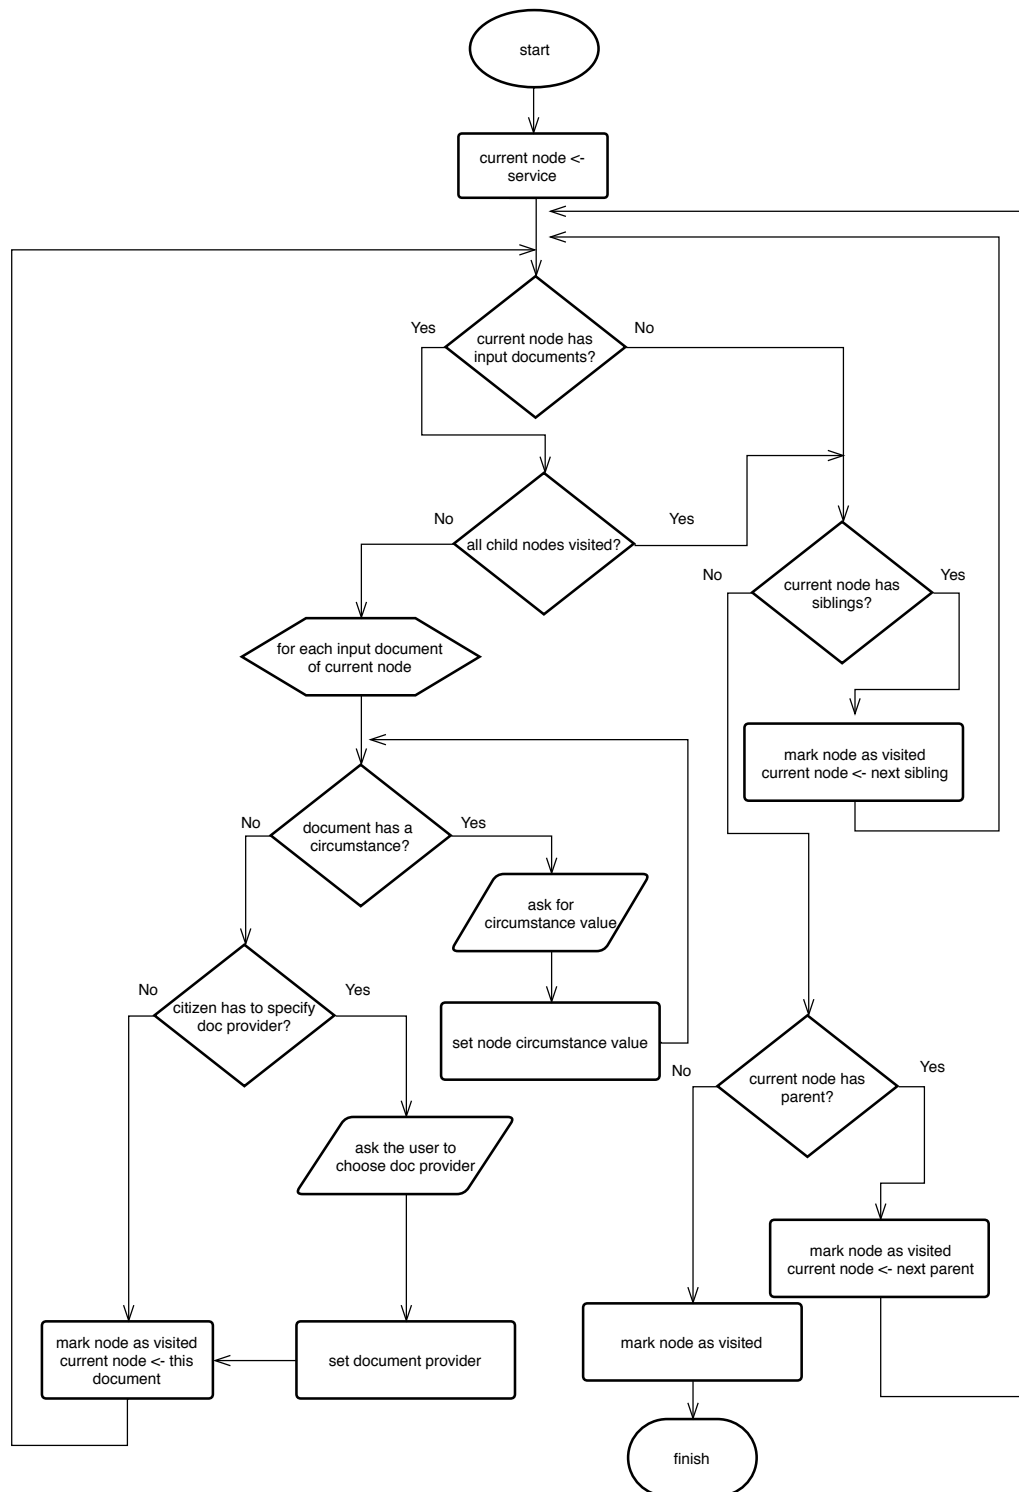 start
current node <-
service
Yes
No
current node has
input documents?
No
Yes
all child nodes visited?
No
Yes
current node has
siblings?
for each input document
of current node
mark node as visited
current node <- next sibling
No
Yes
document has a
circumstance?
ask for
circumstance value
No
Yes
citizen has to specify
doc provider?
set node circumstance value
No
Yes
current node has
parent?
ask the user to
choose doc provider
mark node as visited
current node <- next parent
mark node as visited
current node <- this
document
set document provider
mark node as visited
finish